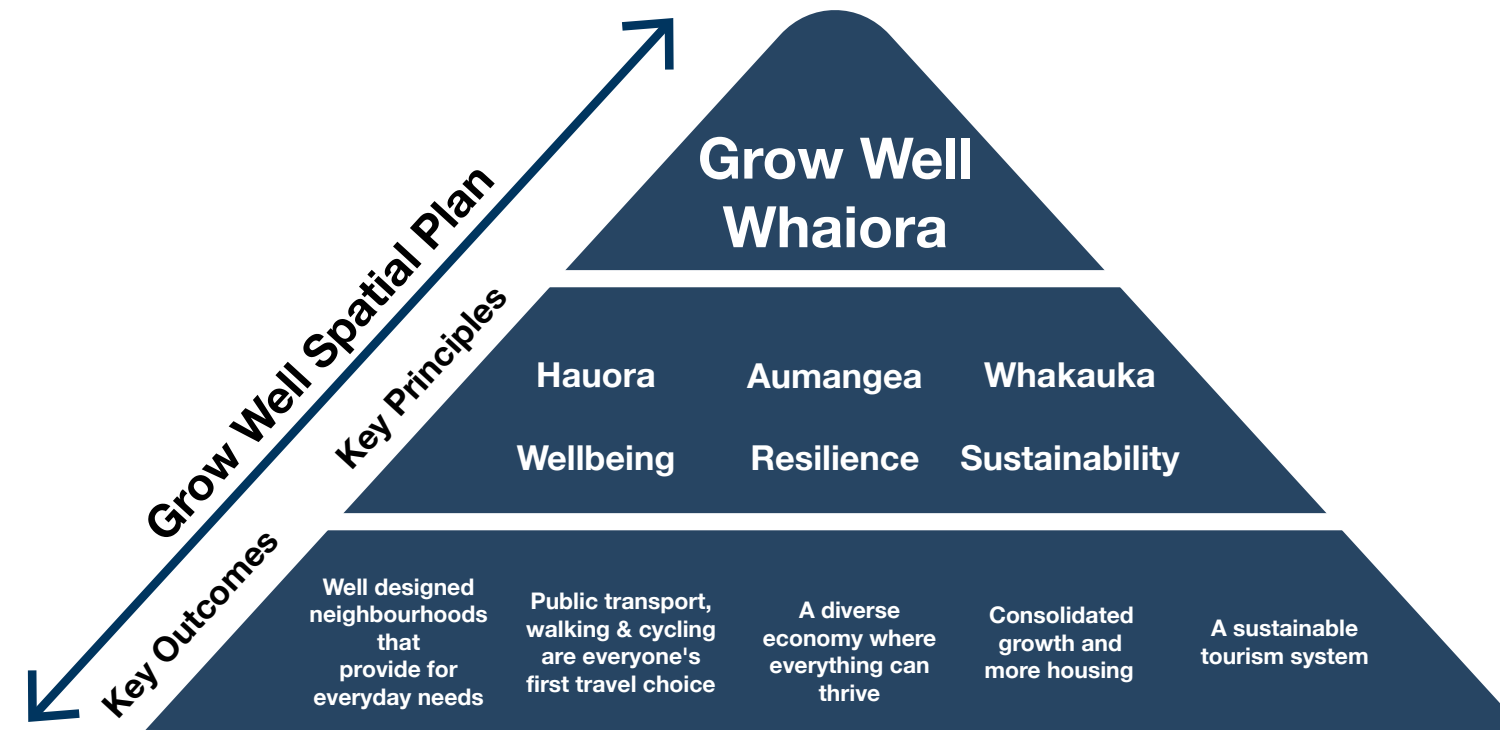 Grow Well Spatial Plan
Grow Well
Whaiora
Key Principles
Hauora
Aumangea
Whakauka
Wellbeing
Resilience
Sustainability
Key Outcomes
Well designed
neighbourhoods
that
provide for
everyday needs
Public transport,
walking & cycling
are everyone's
first travel choice
A diverse
economy where
everything can
thrive
Consolidated
growth and
more housing
A sustainable
tourism system